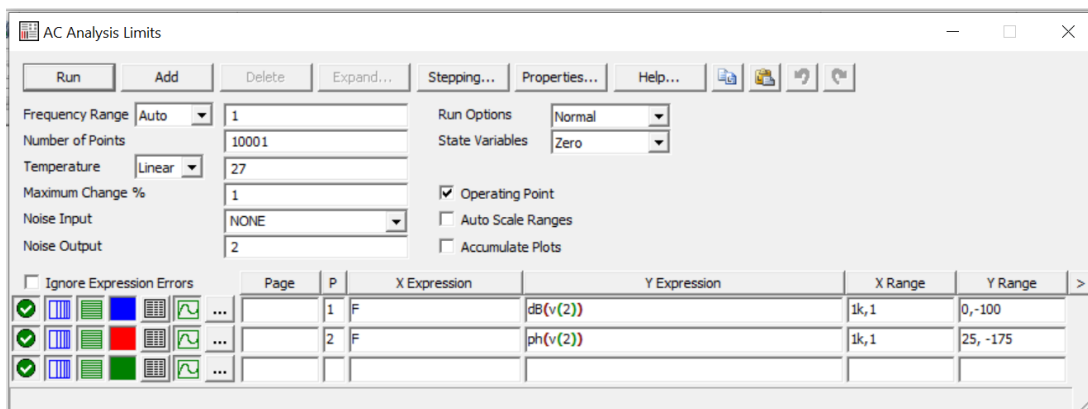 AC Analysis Limits
Run Add Delete Expand... Stepping... Properties... Help...
Frequency Range Auto 1 Run Options Normal
Number of Points 10001 State Variables Zero
Temperature Linear 27
Maximum Change % 1 Operating Point
Noise Input NONE Auto Scale Ranges
Noise Output 2 Accumulate Plots
Ignore Expression Errors Page P X Expression Y Expression X Range Y Range >
... 1 F dB(v(2)) 1k,1 0,-100
... 2 F ph(v(2)) 1k,1 25, -175
...